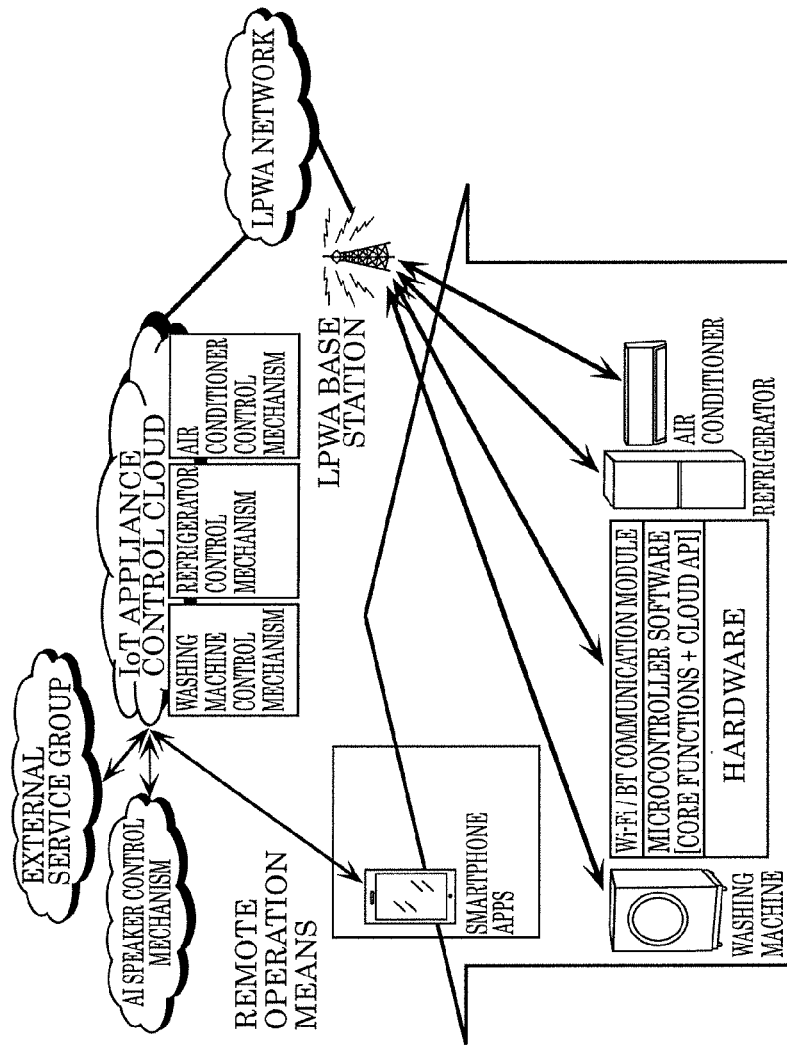 EXTERNAL
SERVICE GROUP
AI SPEAKER CONTROL
MECHANISM
IoT APPLIANCE
CONTROL CLOUD
WASHING
MACHINE
CONTROL
MECHANISM
REFRIGERATOR
CONTROL
MECHANISM
AIR
CONDITIONER
CONTROL
MECHANISM
LPWA NETWORK
LPWA BASE
STATION
REMOTE
OPERATION
MEANS
SMARTPHONE
APPS
WASHING
MACHINE
Wi-Fi / BT COMMUNICATION MODULE
MICROCONTROLLER SOFTWARE
[CORE FUNCTIONS + CLOUD API]
HARDWARE
REFRIGERATOR
AIR
CONDITIONER